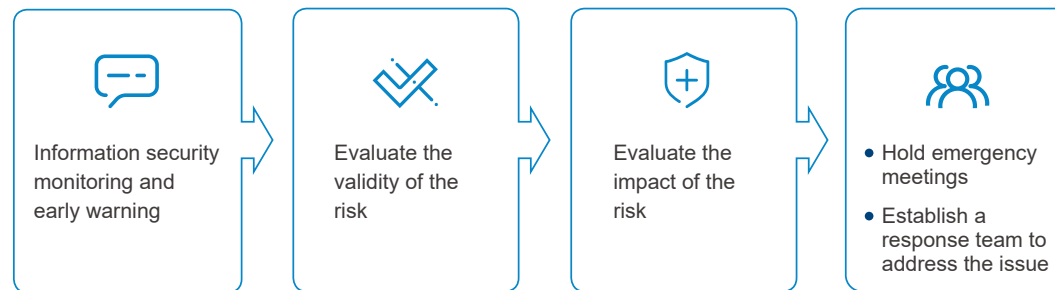 Information security
monitoring and
early warning
Evaluate the
validity of the
risk
Evaluate the
impact of the
risk
• Hold emergency
meetings
• Establish a
response team to
address the issue